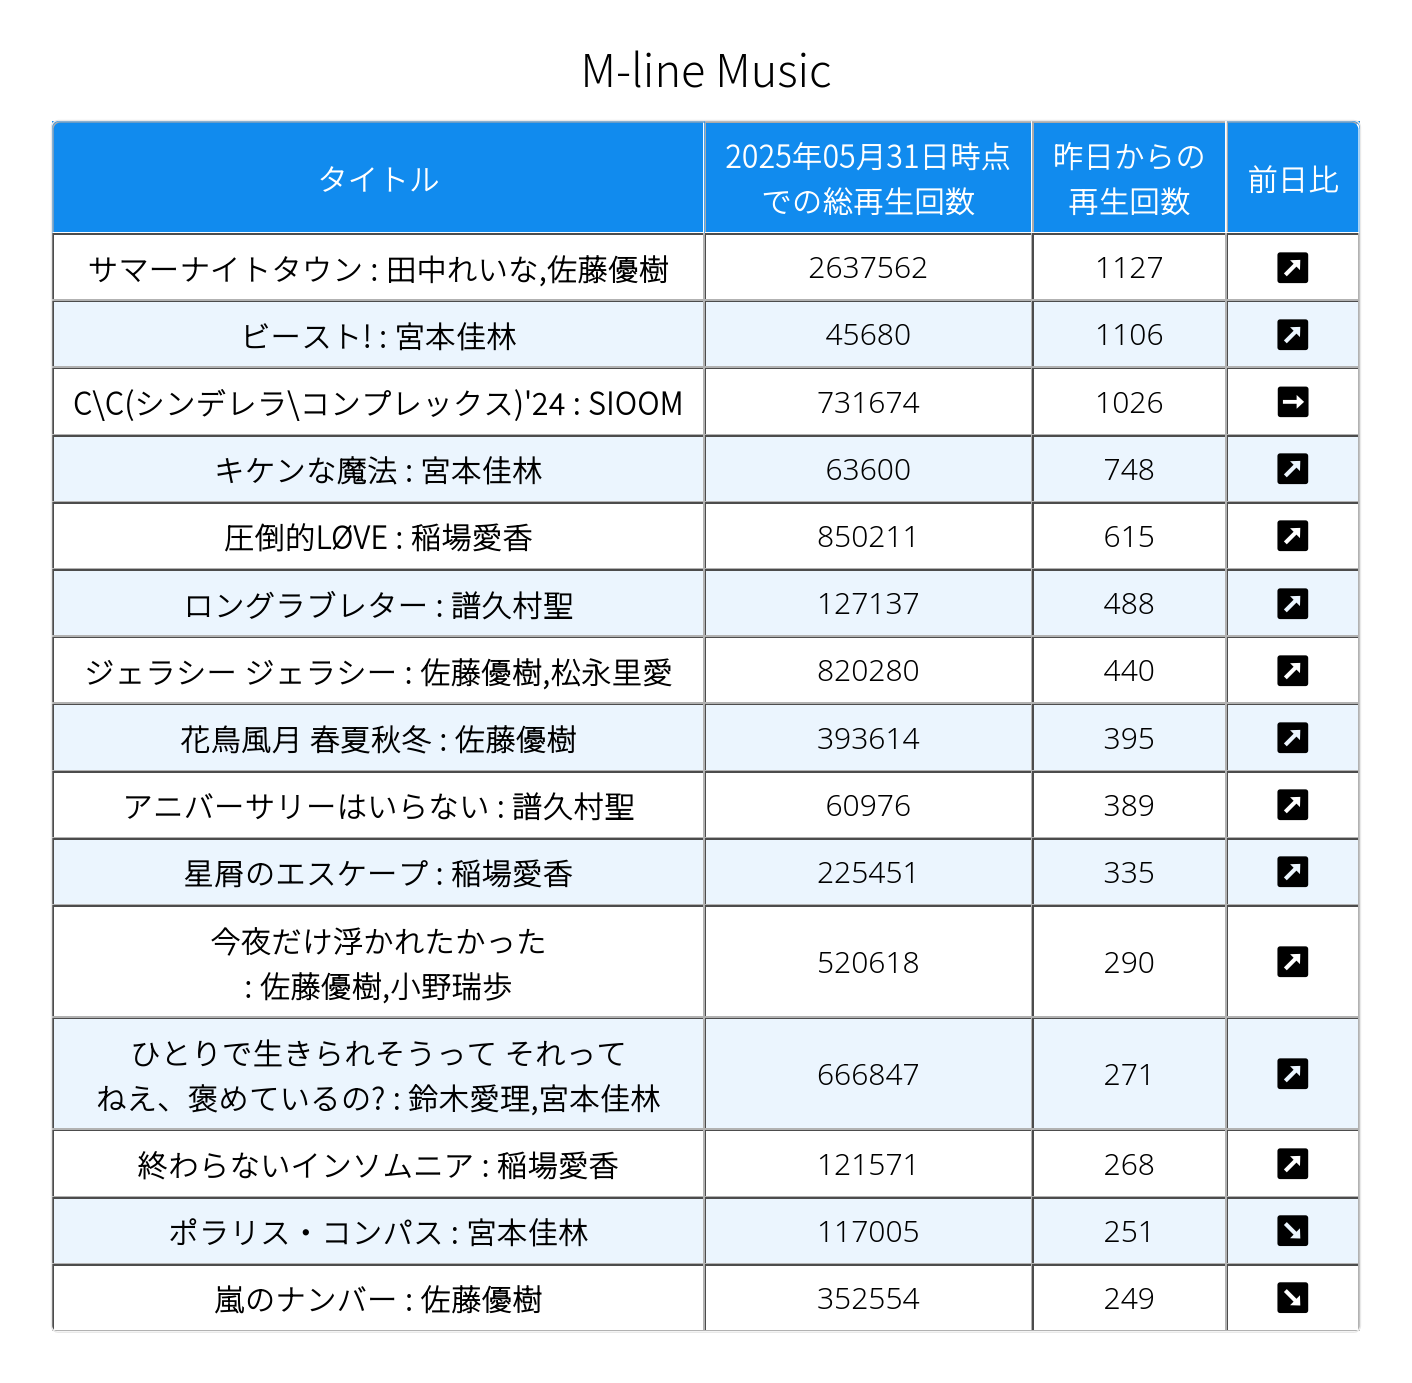 M-line Music
タイトル
2025年05月31日時点
での総再生回数
昨日からの
再生回数
前日比
サマーナイトタウン : 田中れいな,佐藤優樹 2637562 1127
ビースト! : 宮本佳林 45680 1106
C\C(シンデレラ\コンプレックス)'24 : SIOOM 731674 1026
キケンな魔法 : 宮本佳林 63600 748
圧倒的LØVE : 稲場愛香 850211 615
ロングラブレター : 譜久村聖 127137 488
ジェラシー ジェラシー : 佐藤優樹,松永里愛 820280 440
花鳥風月 春夏秋冬 : 佐藤優樹 393614 395
アニバーサリーはいらない : 譜久村聖 60976 389
星屑のエスケープ : 稲場愛香 225451 335
今夜だけ浮かれたかった
: 佐藤優樹,小野瑞歩 520618 290
ひとりで生きられそうって それって
ねえ、褒めているの? : 鈴木愛理,宮本佳林 666847 271
終わらないインソムニア : 稲場愛香 121571 268
ポラリス・コンパス : 宮本佳林 117005 251
嵐のナンバー : 佐藤優樹 352554 249